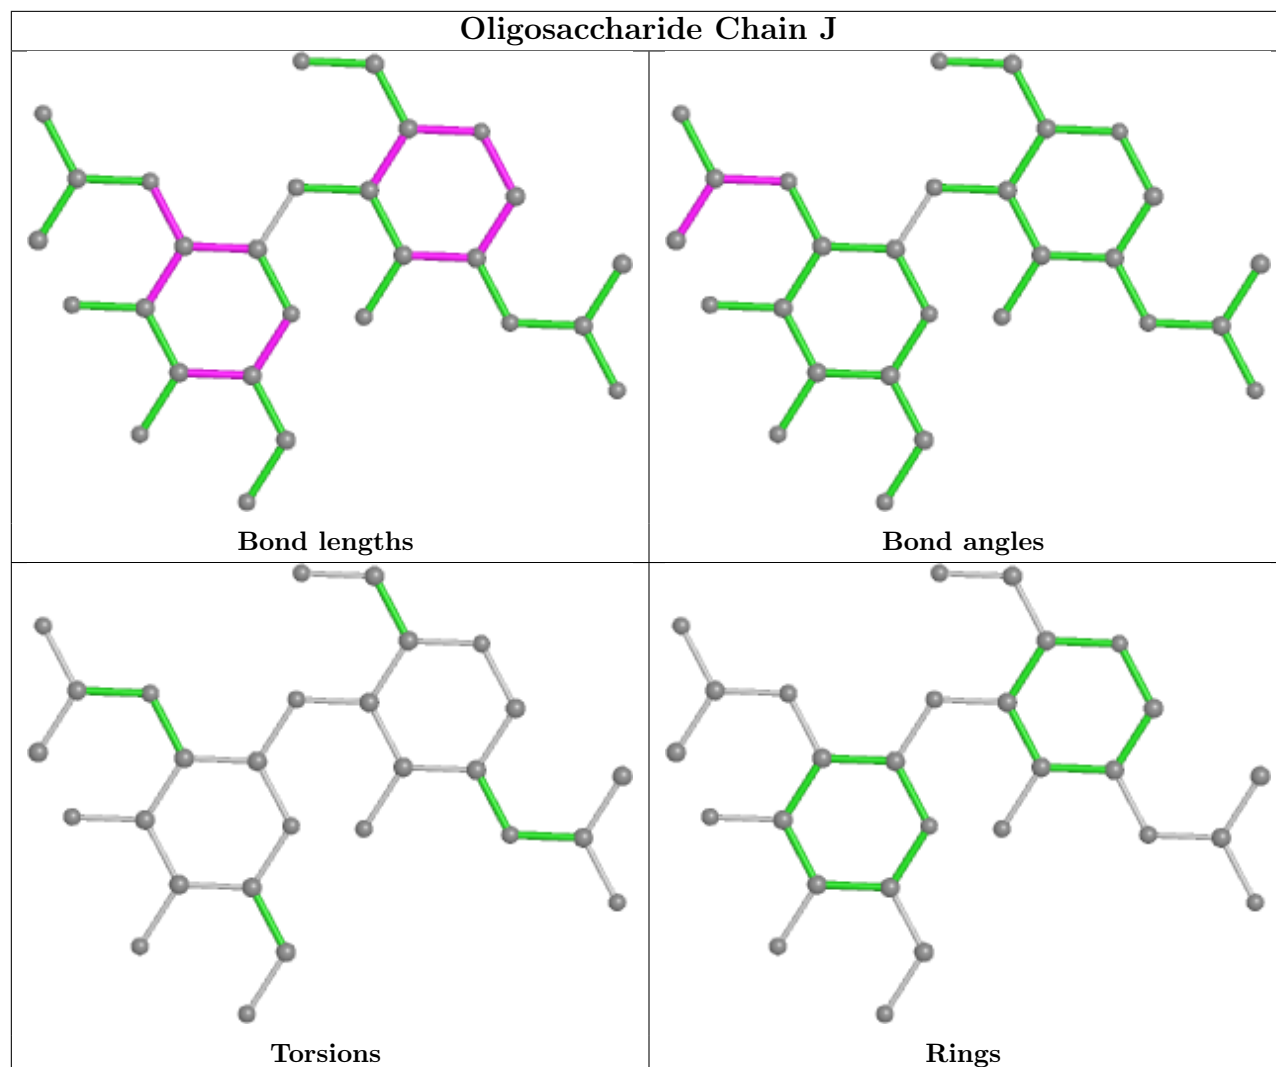 Oligosaccharide Chain J
Bond lengths
Bond angles
Torsions
Rings